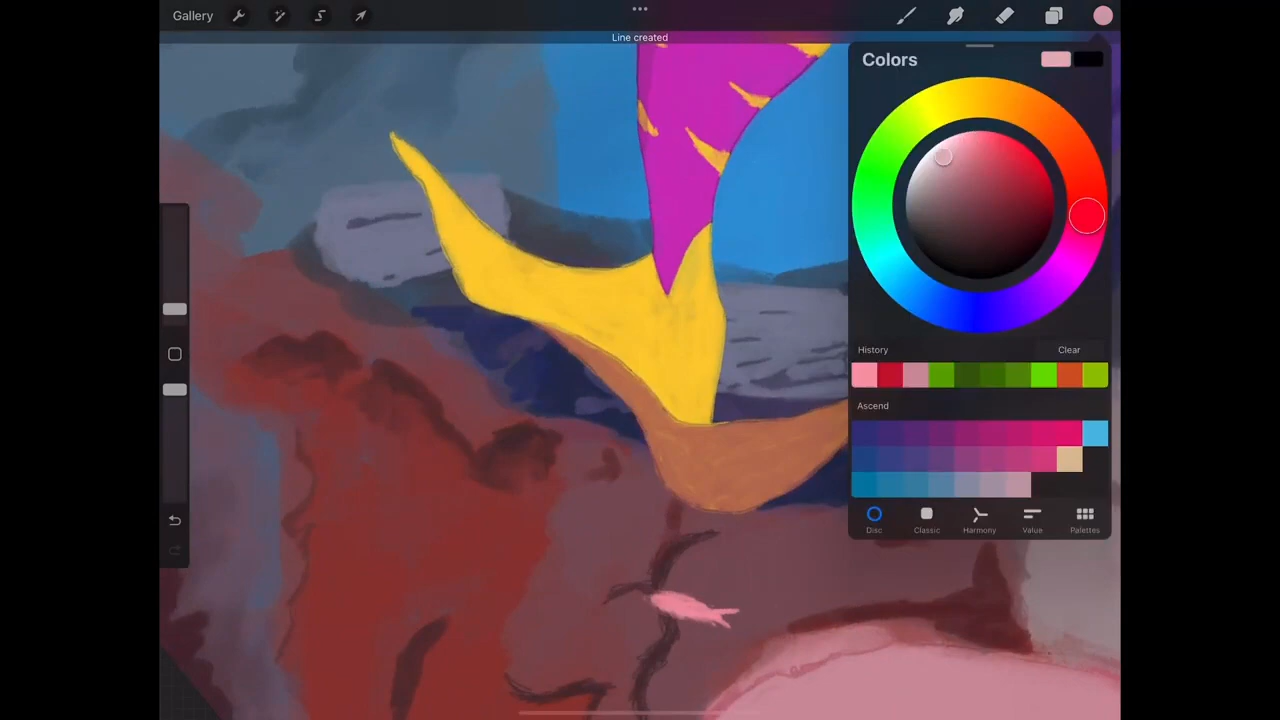 Gallery
Line created
Colors
History Clear
Ascend
Disc Classic Harmony Value Palettes